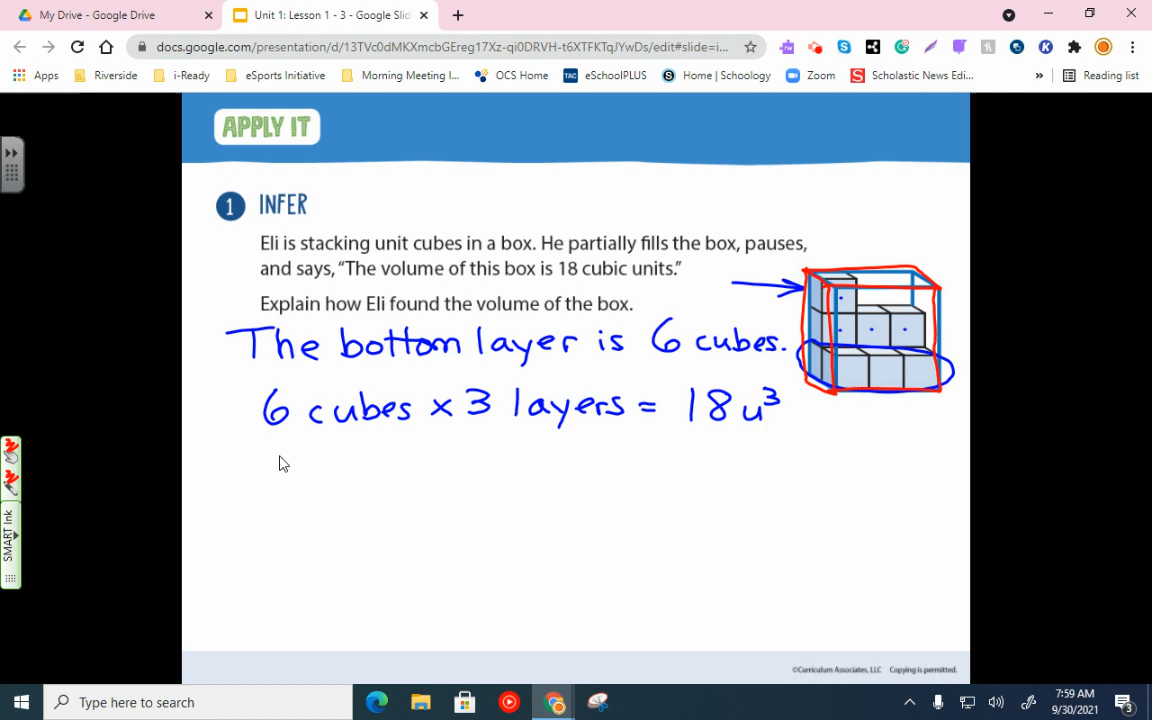 My Drive - Google Drive
Unit 1: Lesson 1 - 3 - Google Slid
docs.google.com/presentation/d/13TVc0dMKXmcbGEreg17Xz-qi0DRVH-t6XTFKTqJYwDs/edit#slide=i...
Apps Riverside i-Ready eSports Initiative Morning Meeting I... OCS Home TAC eSchoolPLUS S Home | Schoology Zoom S Scholastic News Edi... » Reading list
APPLY IT
1 INFER
Eli is stacking unit cubes in a box. He partially fills the box, pauses,
and says, “The volume of this box is 18 cubic units.”
Explain how Eli found the volume of the box.
The bottom layer is 6 cubes.
6 cubes x 3 layers = 18 u³
SMART Ink
©Curriculum Associates, LLC Copying is permitted.
Type here to search
7:59 AM
9/30/2021
3